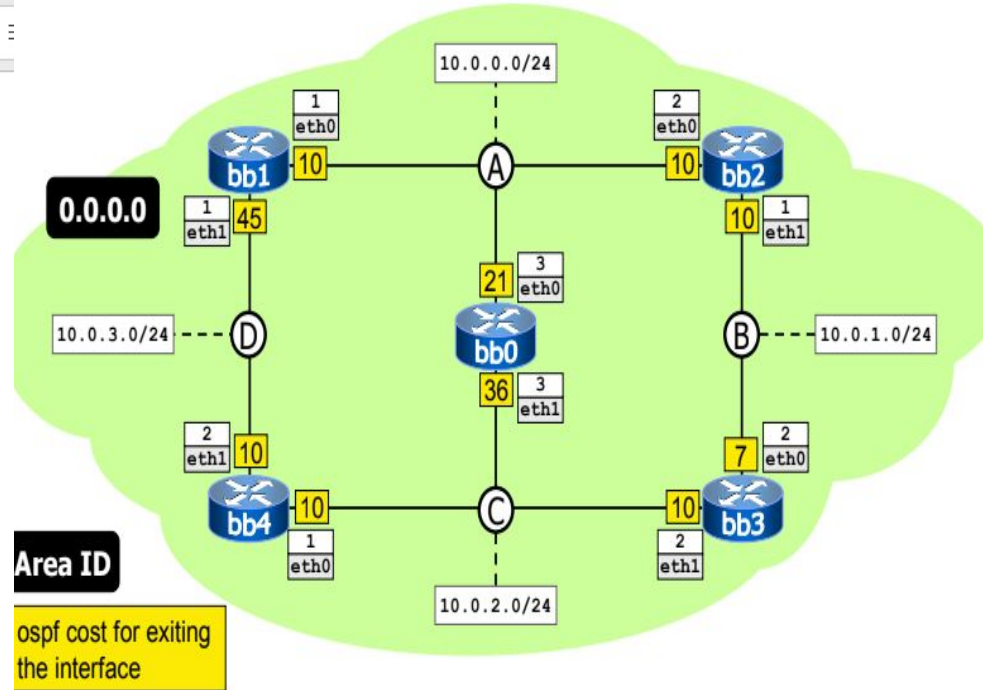 10.0.0.0/24
1
eth0
2
eth0
bb1
10
A
10
bb2
0.0.0.0
1
eth1
45
10
1
eth1
21
3
eth0
10.0.3.0/24
D
bb0
B
10.0.1.0/24
36
3
eth1
2
eth1
10
7
2
eth0
bb4
10
C
10
bb3
1
eth0
2
eth1
Area ID
10.0.2.0/24
ospf cost for exiting
the interface